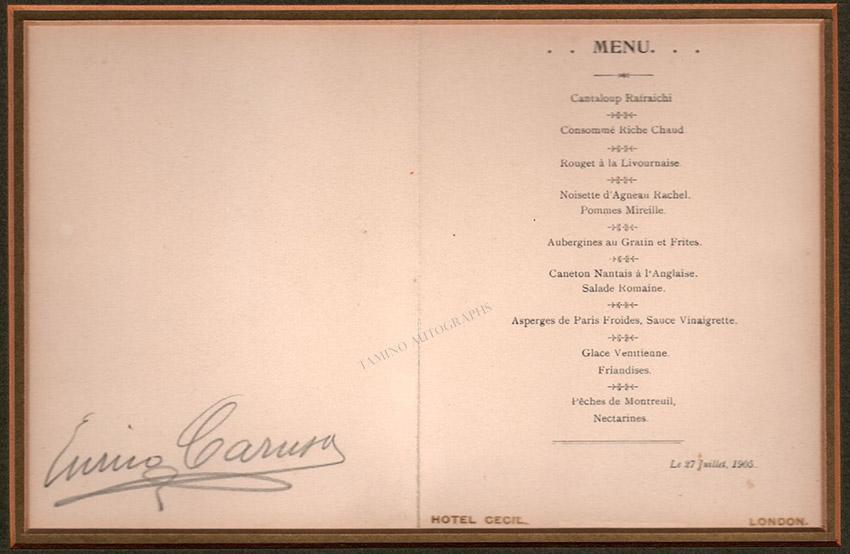 Enrico Caruso
TAMINO AUTOGRAPHS
. . MENU. . .
Cantaloup Rafraichi
Consommé Riche Chaud
Rouget à la Livournaise.
Noisette d'Agneau Rachel.
Pommes Mireille.
Aubergines au Gratin et Frites.
Caneton Nantais à l'Anglaise.
Salade Romaine.
Asperges de Paris Froides, Sauce Vinaigrette.
Glace Venitienne.
Friandises.
Pêches de Montreuil,
Nectarines.
Le 27 Juillet, 1905.
HOTEL CECIL, LONDON.